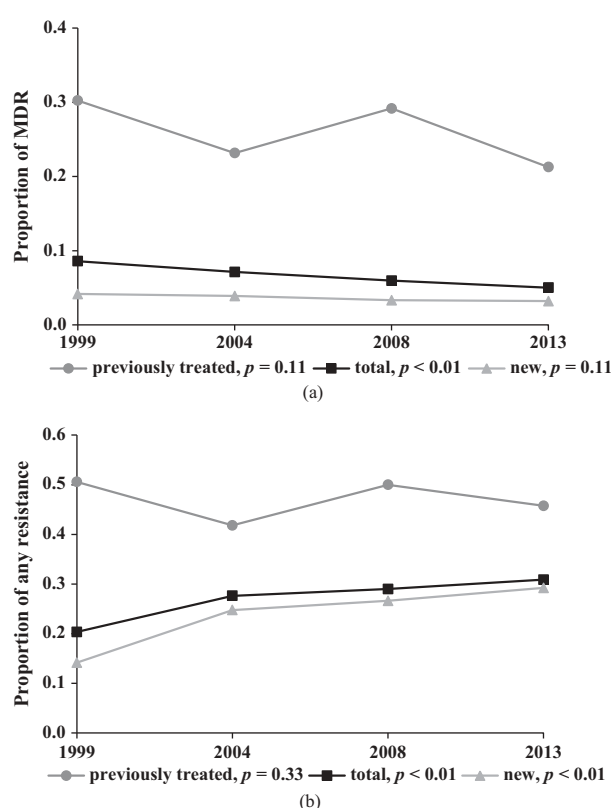 0.4
0.3
0.2
0.1
0.0
Proportion of MDR
1999 2004 2008 2013
previously treated, p = 0.11 total, p < 0.01 new, p = 0.11
(a)
0.6
0.5
0.4
0.3
0.2
0.1
0.0
Proportion of any resistance
1999 2004 2008 2013
previously treated, p = 0.33 total, p < 0.01 new, p < 0.01
(b)